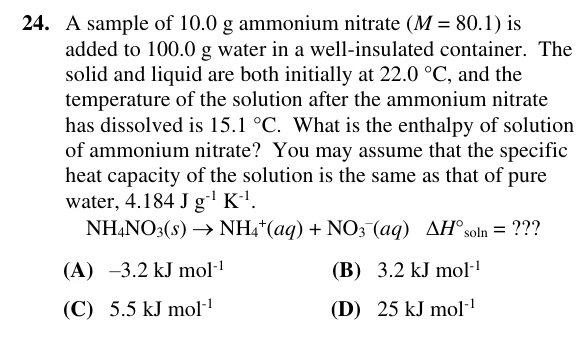 24. A sample of 10.0 g ammonium nitrate (M = 80.1) is
added to 100.0 g water in a well-insulated container. The
solid and liquid are both initially at 22.0 °C, and the
temperature of the solution after the ammonium nitrate
has dissolved is 15.1 °C. What is the enthalpy of solution
of ammonium nitrate? You may assume that the specific
heat capacity of the solution is the same as that of pure
water, 4.184 J g⁻¹ K⁻¹.
NH₄NO₃(s) → NH₄⁺(aq) + NO₃⁻(aq) ΔH°soln = ???
(A) –3.2 kJ mol⁻¹ (B) 3.2 kJ mol⁻¹
(C) 5.5 kJ mol⁻¹ (D) 25 kJ mol⁻¹